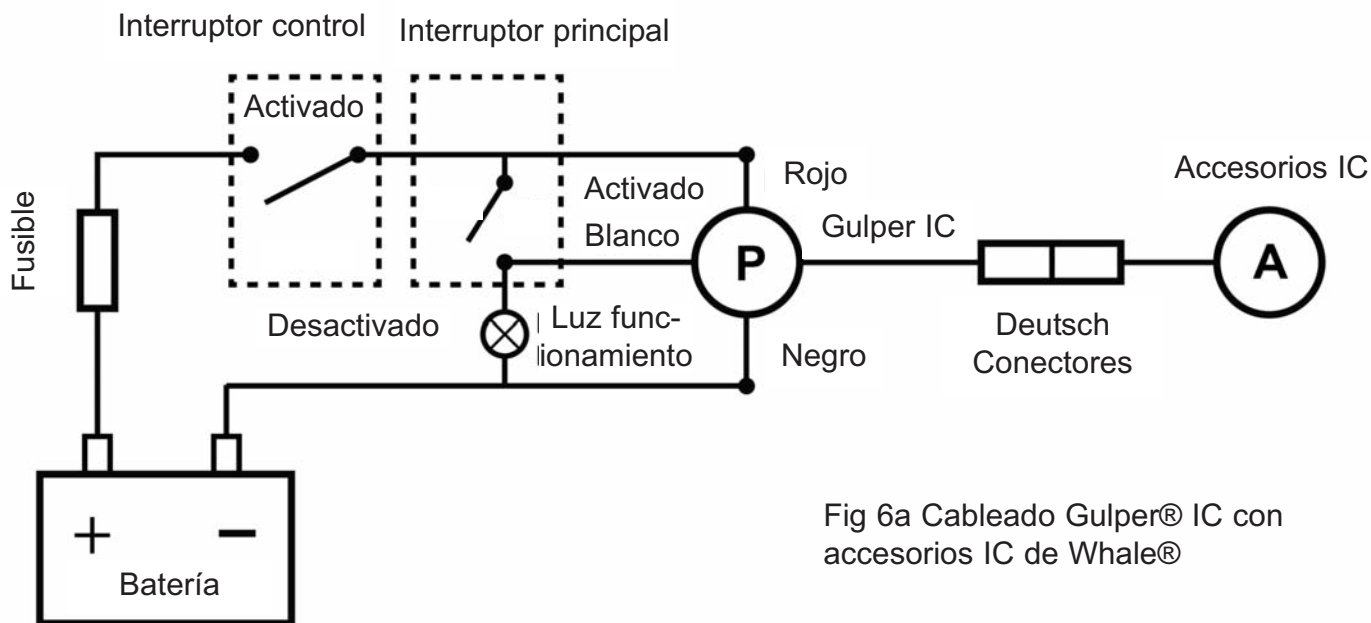 Interruptor control
Interruptor principal
Activado
Fusible
Activado
Rojo
Accesorios IC
Blanco
Gulper IC
P
A
Desactivado
Luz func-
ionamiento
Negro
Deutsch
Conectores
+
−
Batería
Fig 6a Cableado Gulper® IC con
accesorios IC de Whale®